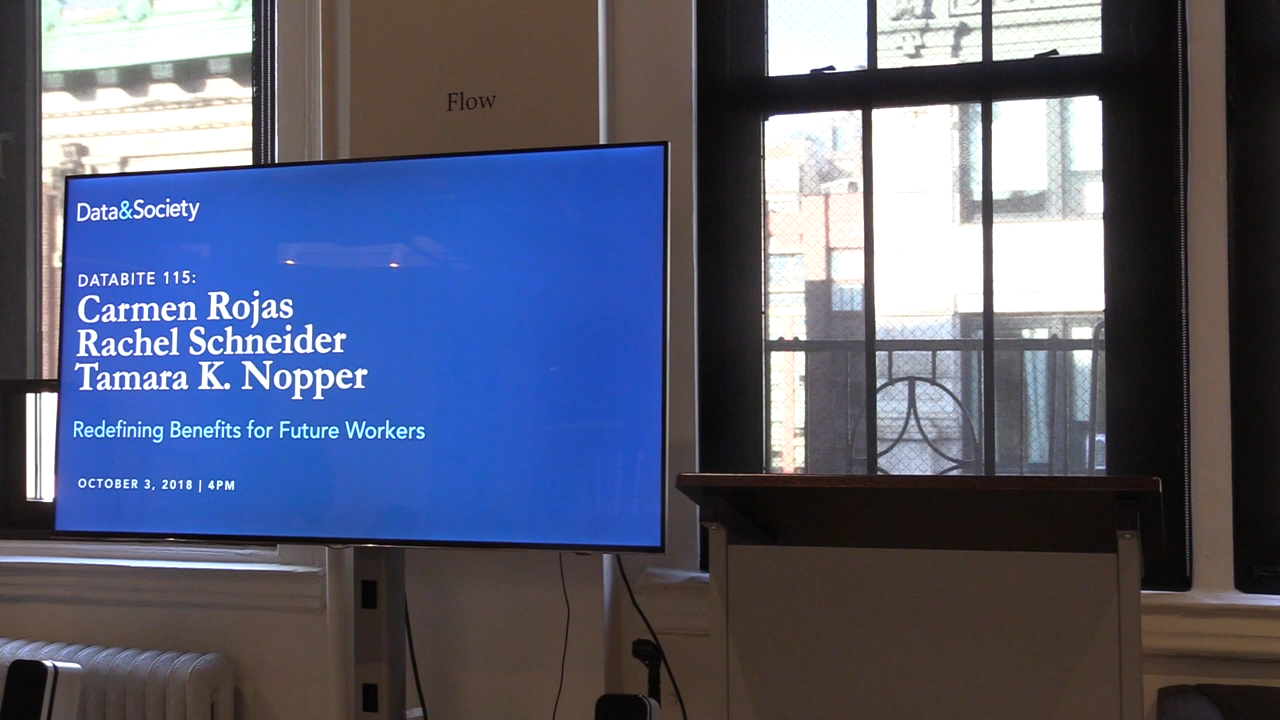 Flow
Data&Society
DATABITE 115:
Carmen Rojas
Rachel Schneider
Tamara K. Nopper
Redefining Benefits for Future Workers
OCTOBER 3, 2018 | 4PM